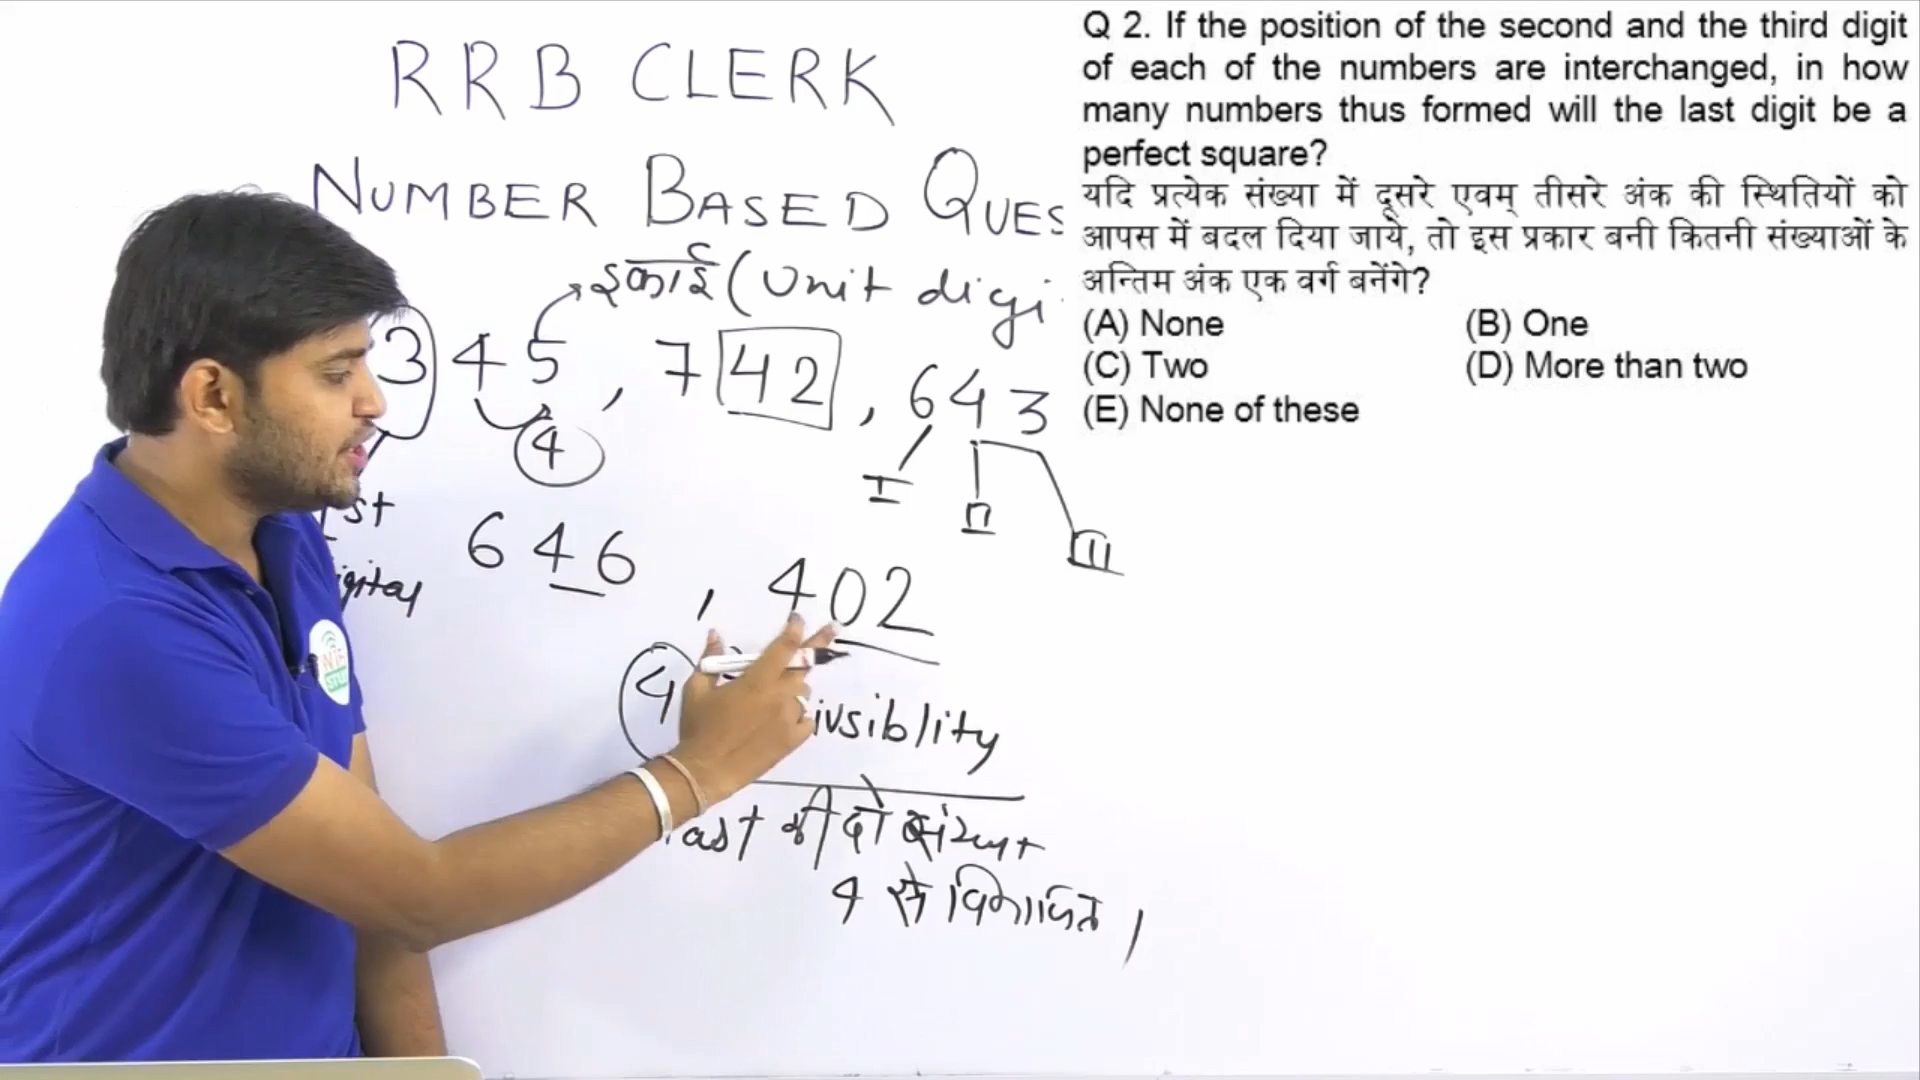 RRB CLERK
NUMBER BASED QUES
इकाई (Unit digi
345, 742, 643
4
I II III
646, 402
4
ivsiblity
Last की दो संख्या
4 से विभाजित,
Q 2. If the position of the second and the third digit
of each of the numbers are interchanged, in how
many numbers thus formed will the last digit be a
perfect square?
यदि प्रत्येक संख्या में दूसरे एवम् तीसरे अंक की स्थितियों को
आपस में बदल दिया जाये, तो इस प्रकार बनी कितनी संख्याओं के
अन्तिम अंक एक वर्ग बनेंगे?
(A) None (B) One
(C) Two (D) More than two
(E) None of these